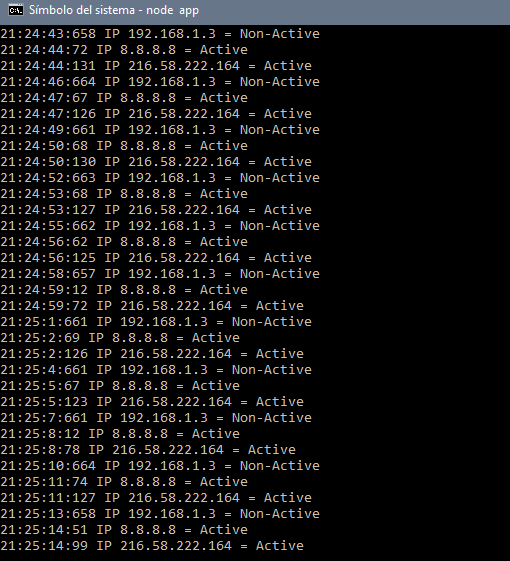 Símbolo del sistema - node app
21:24:43:658 IP 192.168.1.3 = Non-Active
21:24:44:72 IP 8.8.8.8 = Active
21:24:44:131 IP 216.58.222.164 = Active
21:24:46:664 IP 192.168.1.3 = Non-Active
21:24:47:67 IP 8.8.8.8 = Active
21:24:47:126 IP 216.58.222.164 = Active
21:24:49:661 IP 192.168.1.3 = Non-Active
21:24:50:68 IP 8.8.8.8 = Active
21:24:50:130 IP 216.58.222.164 = Active
21:24:52:663 IP 192.168.1.3 = Non-Active
21:24:53:68 IP 8.8.8.8 = Active
21:24:53:127 IP 216.58.222.164 = Active
21:24:55:662 IP 192.168.1.3 = Non-Active
21:24:56:62 IP 8.8.8.8 = Active
21:24:56:125 IP 216.58.222.164 = Active
21:24:58:657 IP 192.168.1.3 = Non-Active
21:24:59:12 IP 8.8.8.8 = Active
21:24:59:72 IP 216.58.222.164 = Active
21:25:1:661 IP 192.168.1.3 = Non-Active
21:25:2:69 IP 8.8.8.8 = Active
21:25:2:126 IP 216.58.222.164 = Active
21:25:4:661 IP 192.168.1.3 = Non-Active
21:25:5:67 IP 8.8.8.8 = Active
21:25:5:123 IP 216.58.222.164 = Active
21:25:7:661 IP 192.168.1.3 = Non-Active
21:25:8:12 IP 8.8.8.8 = Active
21:25:8:78 IP 216.58.222.164 = Active
21:25:10:664 IP 192.168.1.3 = Non-Active
21:25:11:74 IP 8.8.8.8 = Active
21:25:11:127 IP 216.58.222.164 = Active
21:25:13:658 IP 192.168.1.3 = Non-Active
21:25:14:51 IP 8.8.8.8 = Active
21:25:14:99 IP 216.58.222.164 = Active